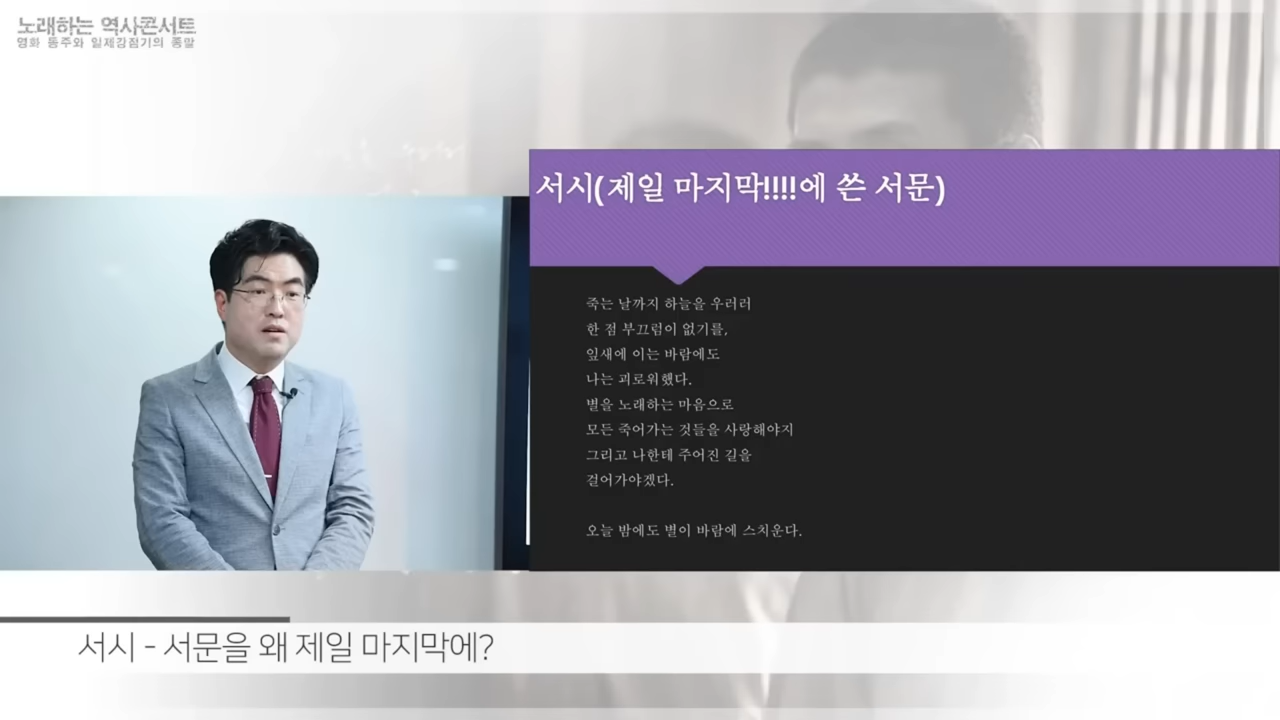 노래하는 역사콘서트
영화 동주와 일제강점기의 종말
서시(제일 마지막!!!!에 쓴 서문)
죽는 날까지 하늘을 우러러
한 점 부끄럼이 없기를,
잎새에 이는 바람에도
나는 괴로워했다.
별을 노래하는 마음으로
모든 죽어가는 것들을 사랑해야지
그리고 나한테 주어진 길을
걸어가야겠다.
오늘 밤에도 별이 바람에 스치운다.
서시 - 서문을 왜 제일 마지막에?